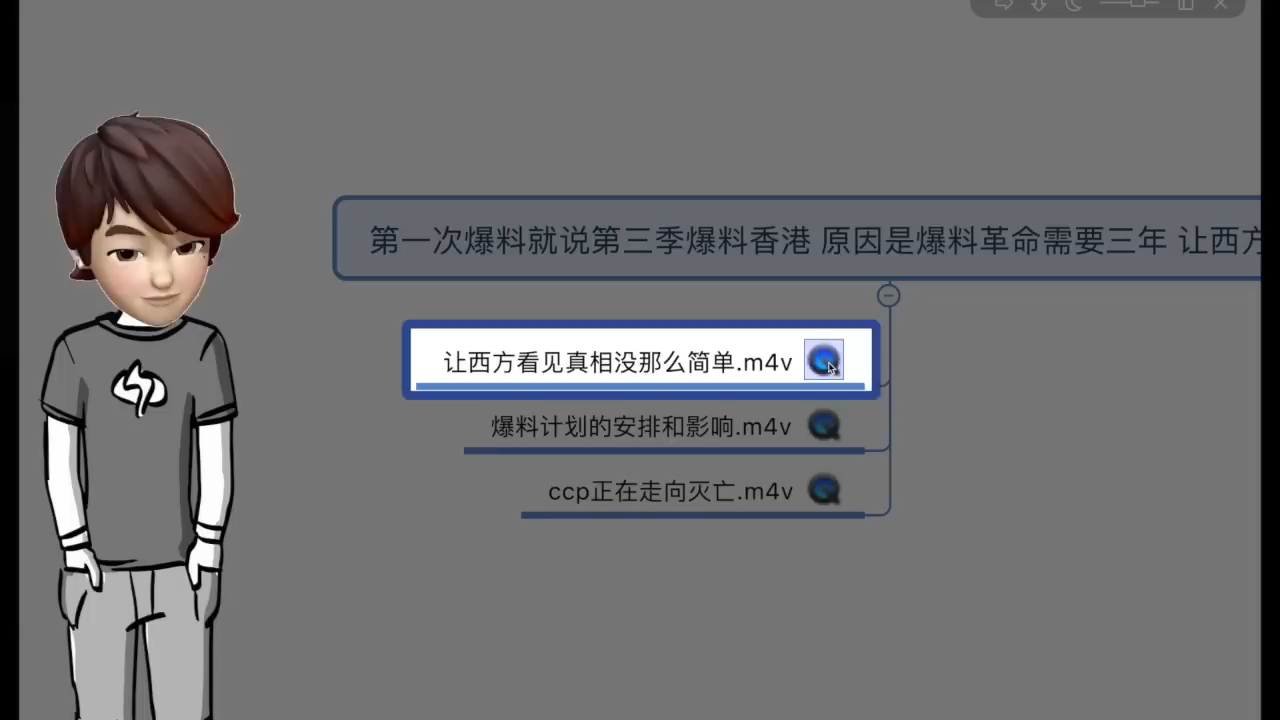 第一次爆料就说第三季爆料香港 原因是爆料革命需要三年 让西方
让西方看见真相没那么简单.m4v
爆料计划的安排和影响.m4v
ccp正在走向灭亡.m4v